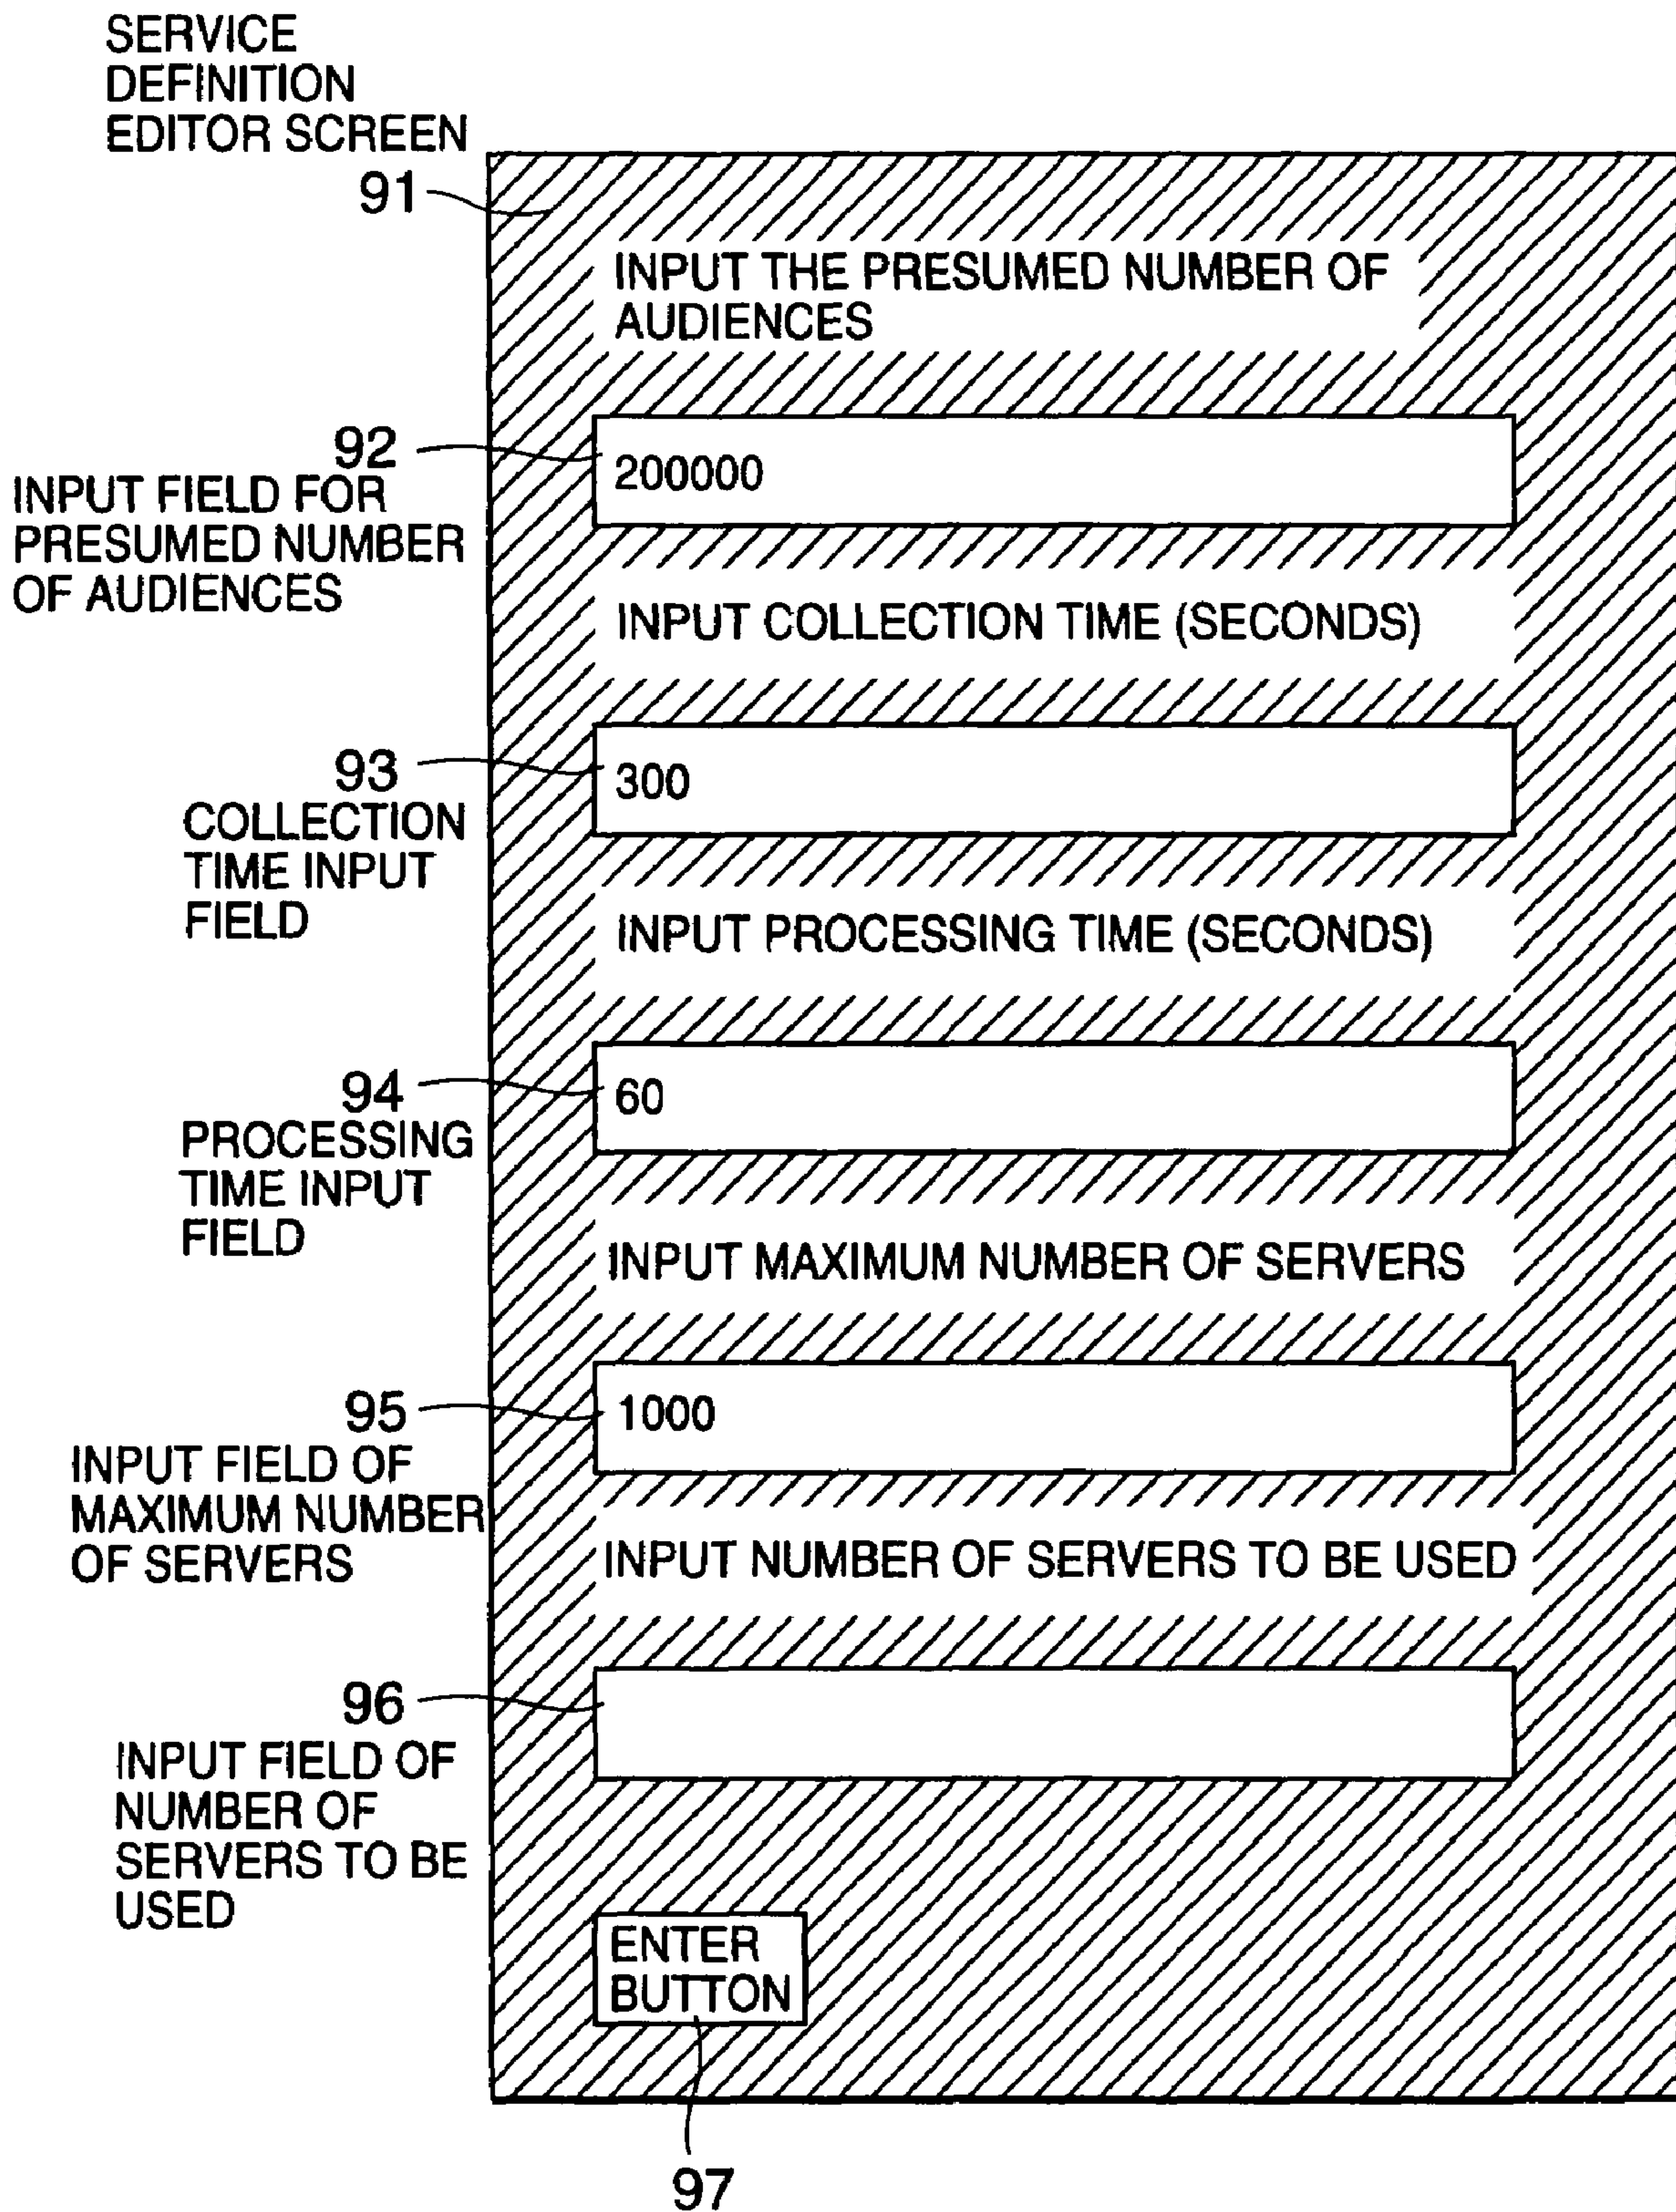 SERVICE
DEFINITION
EDITOR SCREEN
91
INPUT THE PRESUMED NUMBER OF
AUDIENCES
92
INPUT FIELD FOR
PRESUMED NUMBER
OF AUDIENCES
200000
INPUT COLLECTION TIME (SECONDS)
93
COLLECTION
TIME INPUT
FIELD
300
INPUT PROCESSING TIME (SECONDS)
94
PROCESSING
TIME INPUT
FIELD
60
INPUT MAXIMUM NUMBER OF SERVERS
95
INPUT FIELD OF
MAXIMUM NUMBER
OF SERVERS
1000
INPUT NUMBER OF SERVERS TO BE USED
96
INPUT FIELD OF
NUMBER OF
SERVERS TO BE
USED
ENTER
BUTTON
97